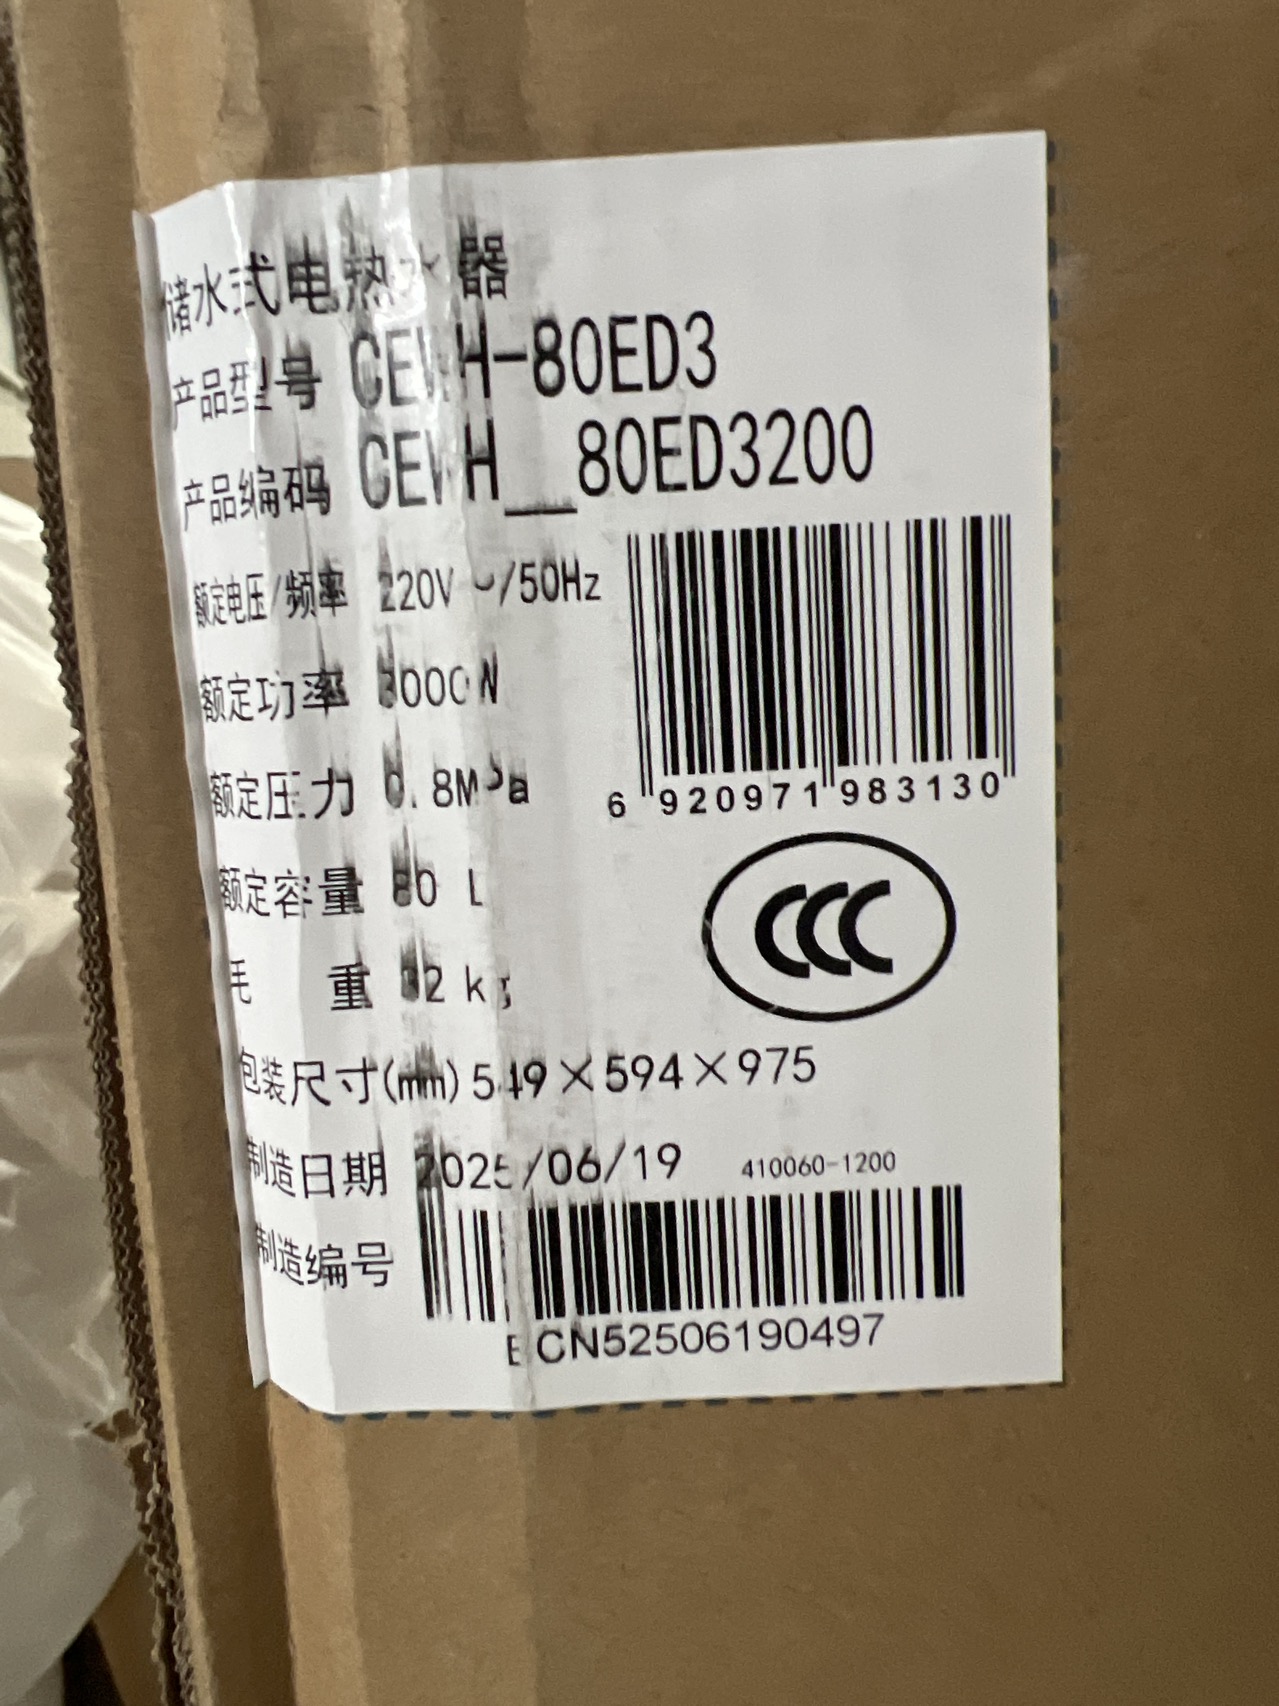 储水式电热水器
产品型号 CEWH-80ED3
产品编码 CEWH__80ED3200
额定电压/频率 220V ~/50Hz
额定功率 3000W
额定压力 0.8MPa
6 920971 983130
额定容量 80 L
CCC
毛 重 kg
包装尺寸(mm) 549×594×975
制造日期 2025/06/19 410060-1200
制造编号
CN52506190497